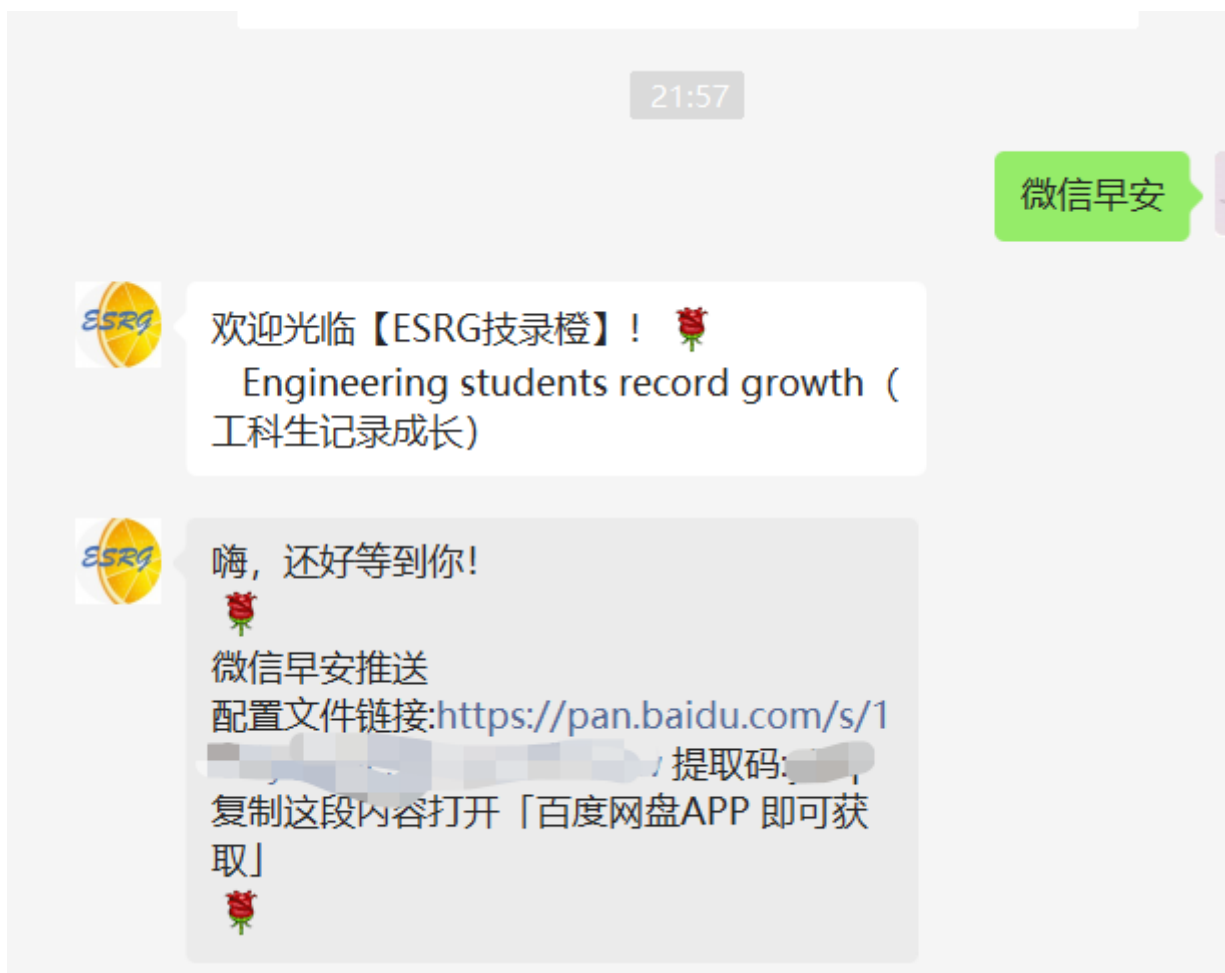 21:57
微信早安
ESRG
欢迎光临【ESRG技录橙】!
Engineering students record growth（
工科生记录成长）
ESRG
嗨，还好等到你!
微信早安推送
配置文件链接:https://pan.baidu.com/s/1
提取码:
复制这段内容打开「百度网盘APP 即可获
取」